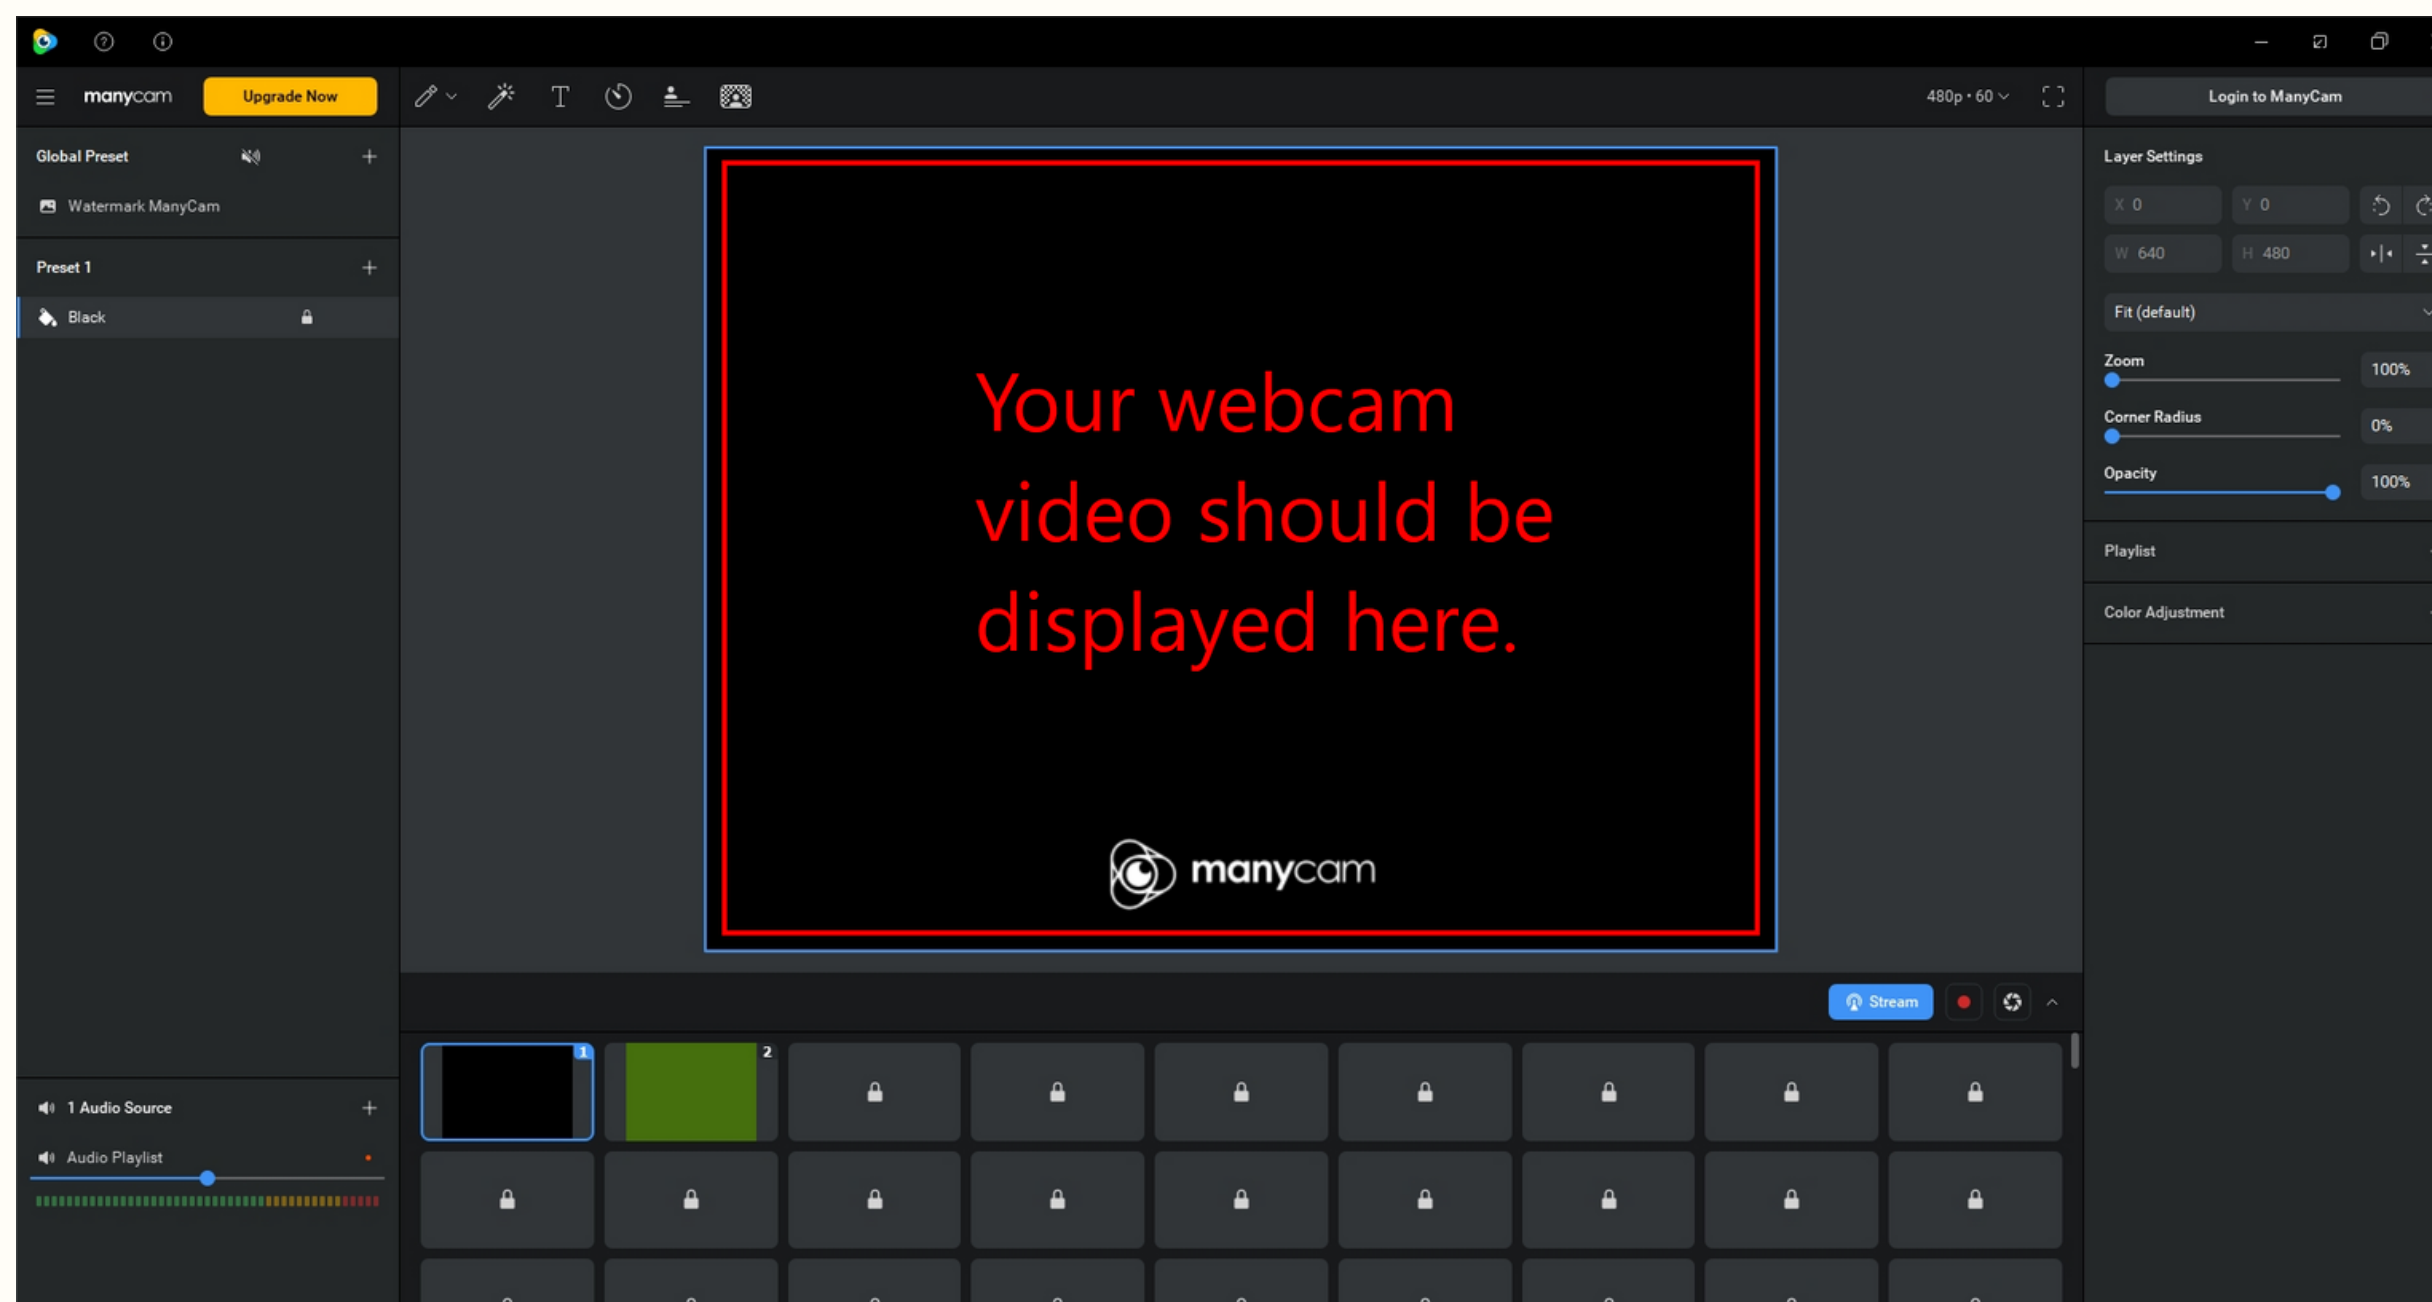 manycam
Upgrade Now
480p • 60
Login to ManyCam
Global Preset
Watermark ManyCam
Preset 1
Black
Your webcam
video should be
displayed here.
manycam
Layer Settings
X 0
Y 0
W 640
H 480
Fit (default)
Zoom
100%
Corner Radius
0%
Opacity
100%
Playlist
Color Adjustment
Stream
1
2
1 Audio Source
Audio Playlist